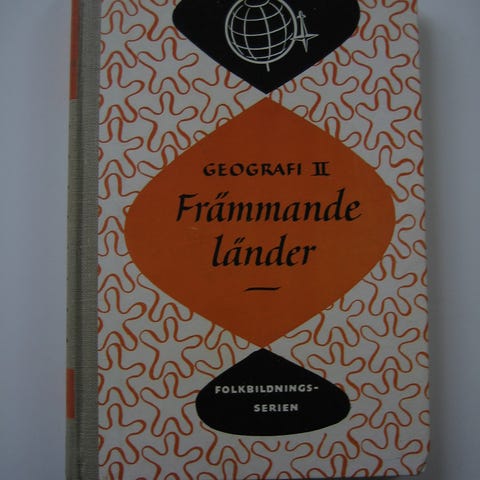 GEOGRAFI II
Främmande
länder
FOLKBILDNINGS-
SERIEN